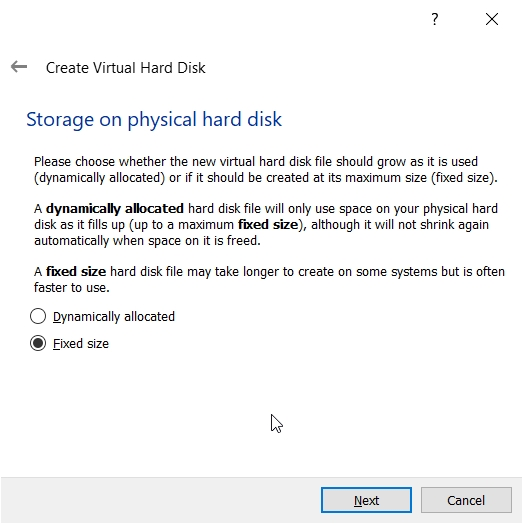 ?
Create Virtual Hard Disk
Storage on physical hard disk
Please choose whether the new virtual hard disk file should grow as it is used
(dynamically allocated) or if it should be created at its maximum size (fixed size).
A dynamically allocated hard disk file will only use space on your physical hard
disk as it fills up (up to a maximum fixed size), although it will not shrink again
automatically when space on it is freed.
A fixed size hard disk file may take longer to create on some systems but is often
faster to use.
Dynamically allocated
Fixed size
Next
Cancel